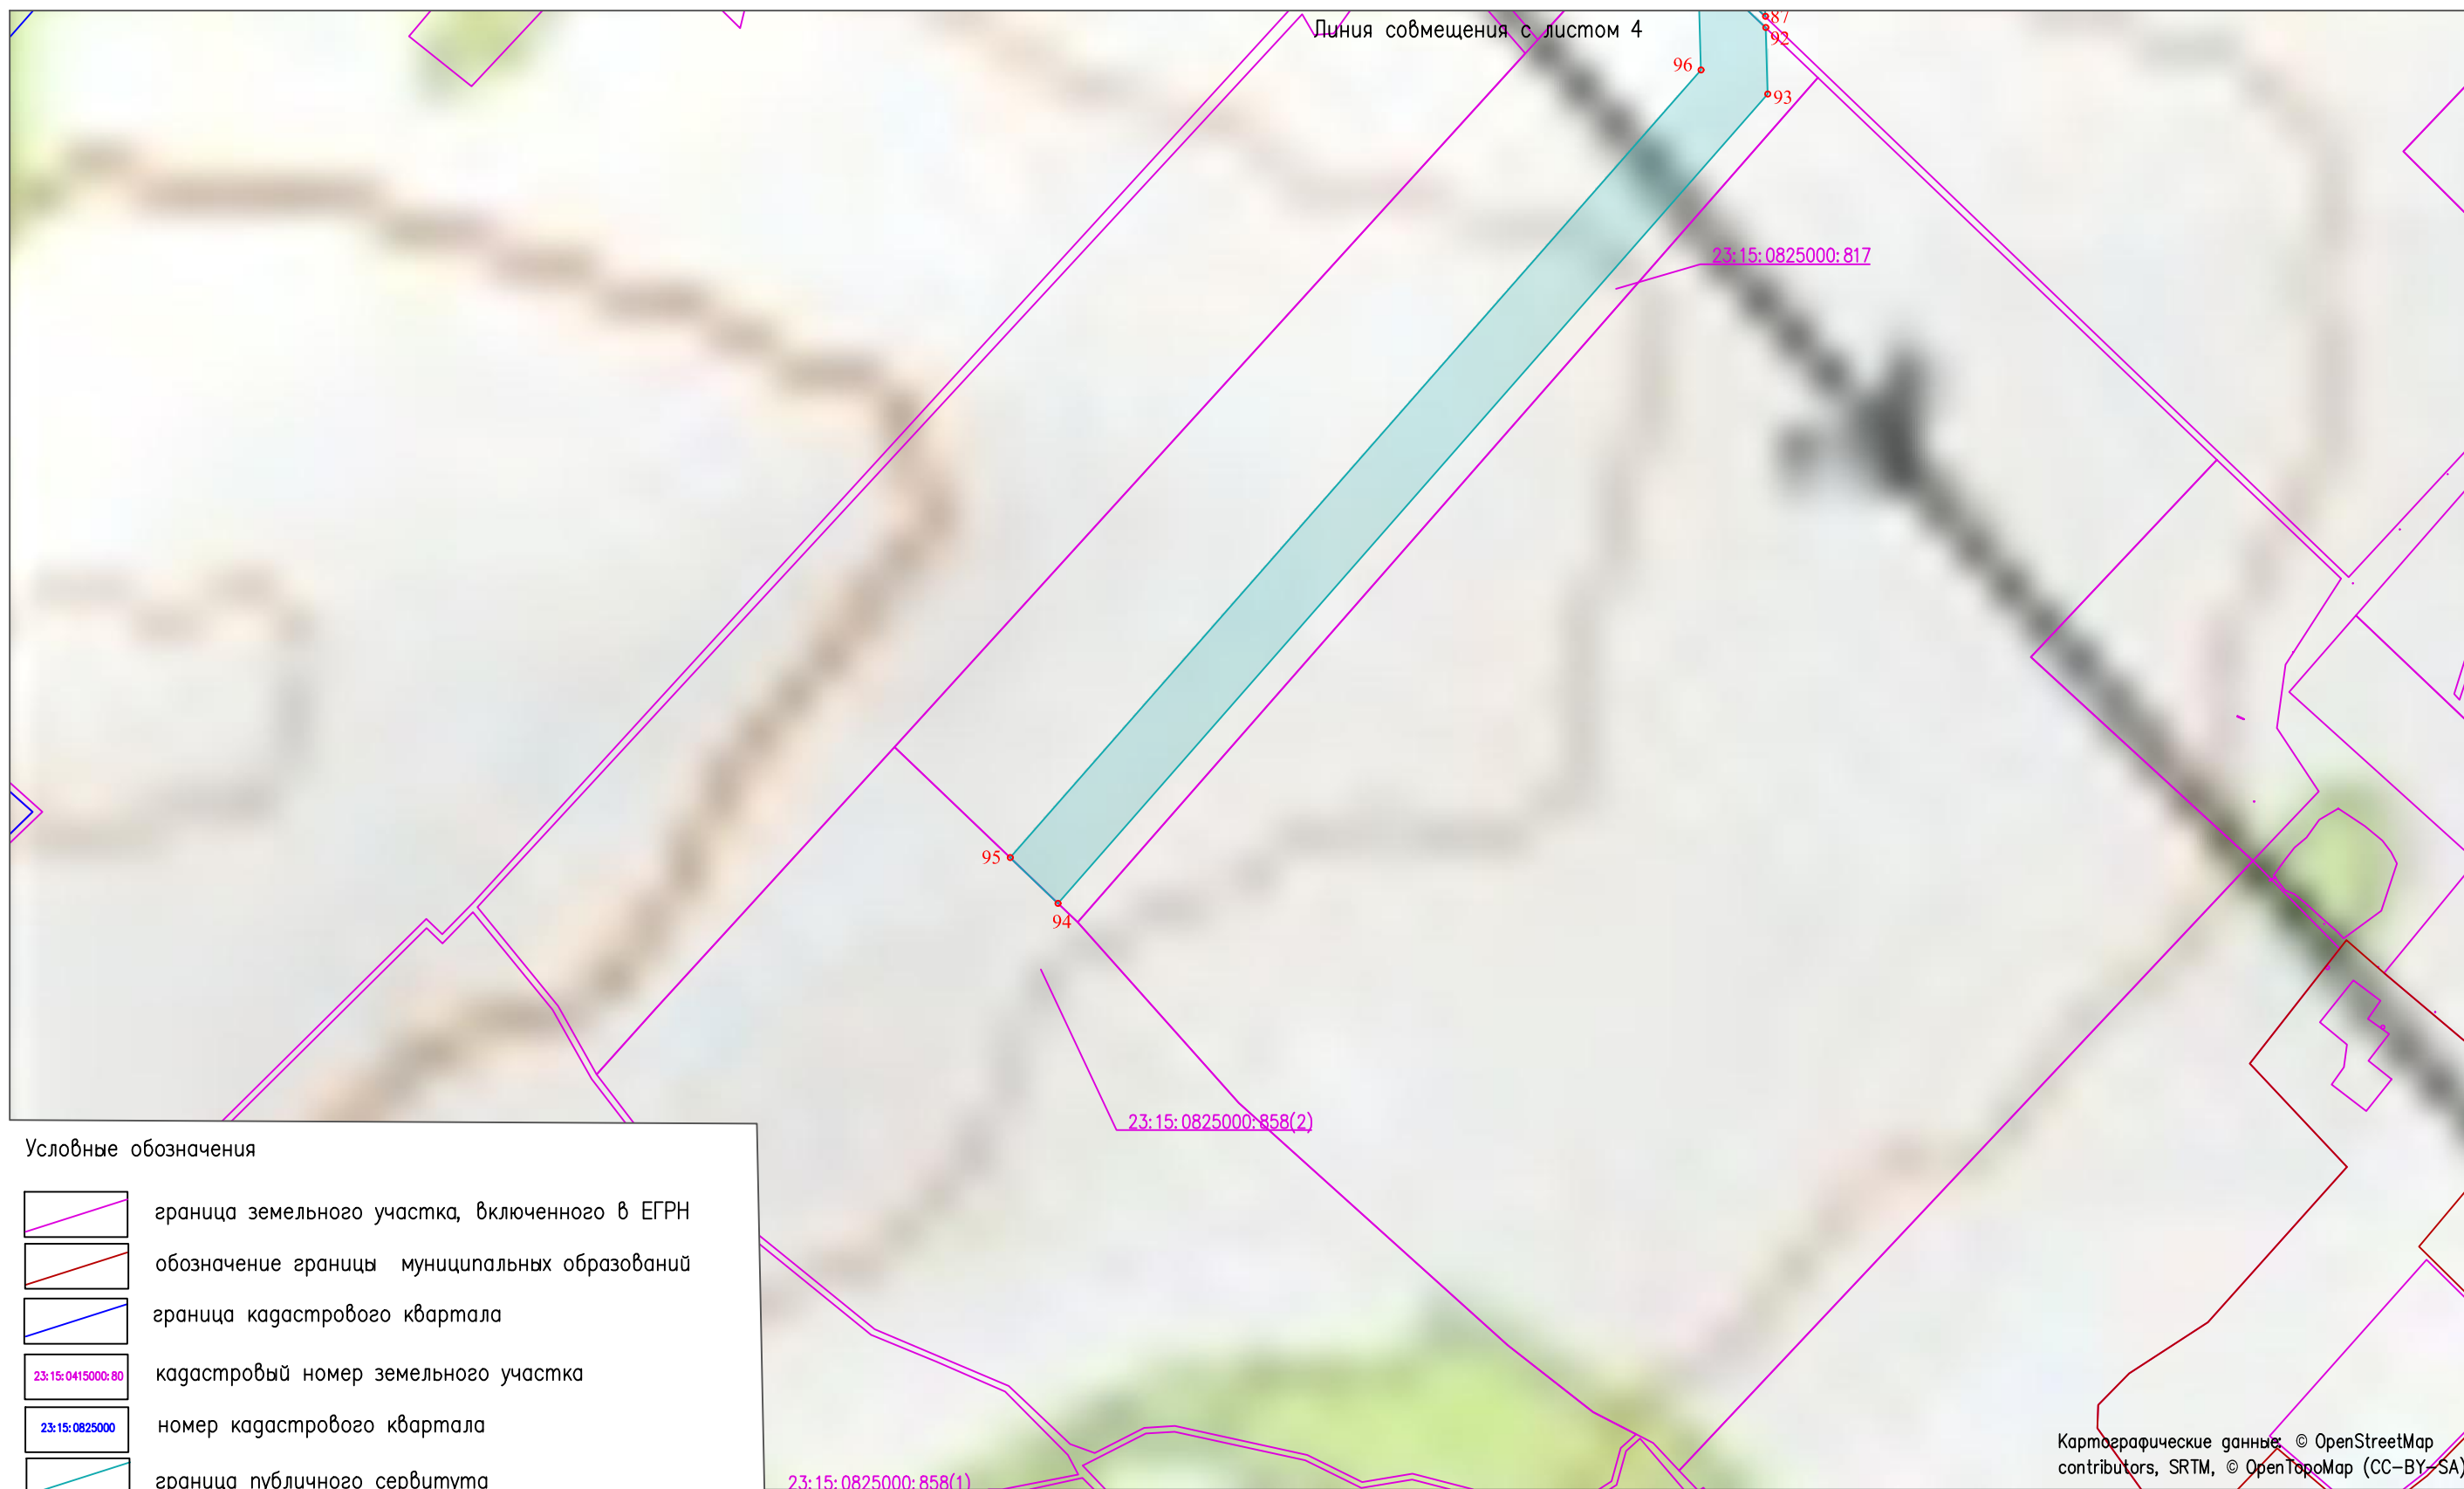 Линия совмещения с листом 4
87
92
96
93
23:15:0825000:817
95
94
23:15:0825000:858(2)
Условные обозначения
граница земельного участка, включенного в ЕГРН
обозначение границы муниципальных образований
граница кадастрового квартала
23:15:0415000:80 кадастровый номер земельного участка
23:15:0825000 номер кадастрового квартала
граница публичного сервитута
23:15:0825000:858(1)
Картографические данные: © OpenStreetMap
contributors, SRTM, © OpenTopoMap (CC-BY-SA)